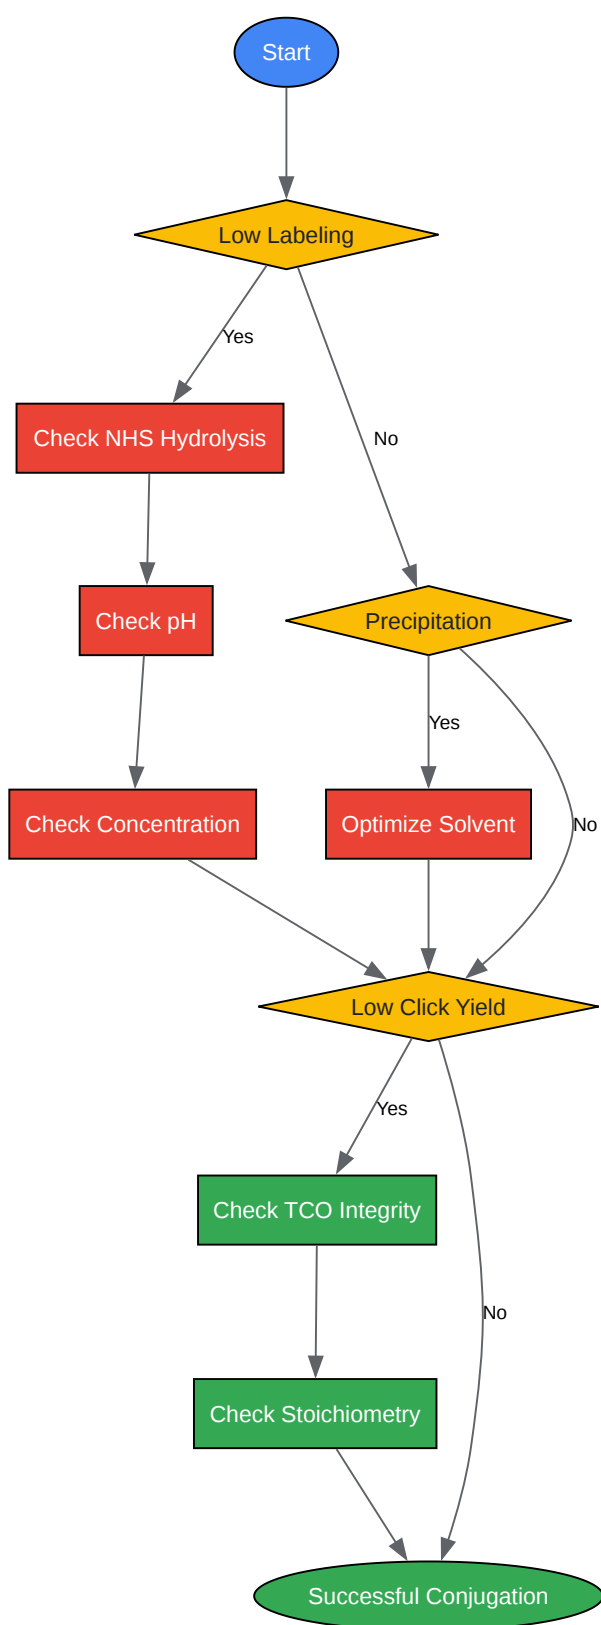 Start
Low Labeling
Yes
Check NHS Hydrolysis
No
Check pH
Precipitation
Yes
Check Concentration
Optimize Solvent
No
Low Click Yield
Yes
Check TCO Integrity
No
Check Stoichiometry
Successful Conjugation